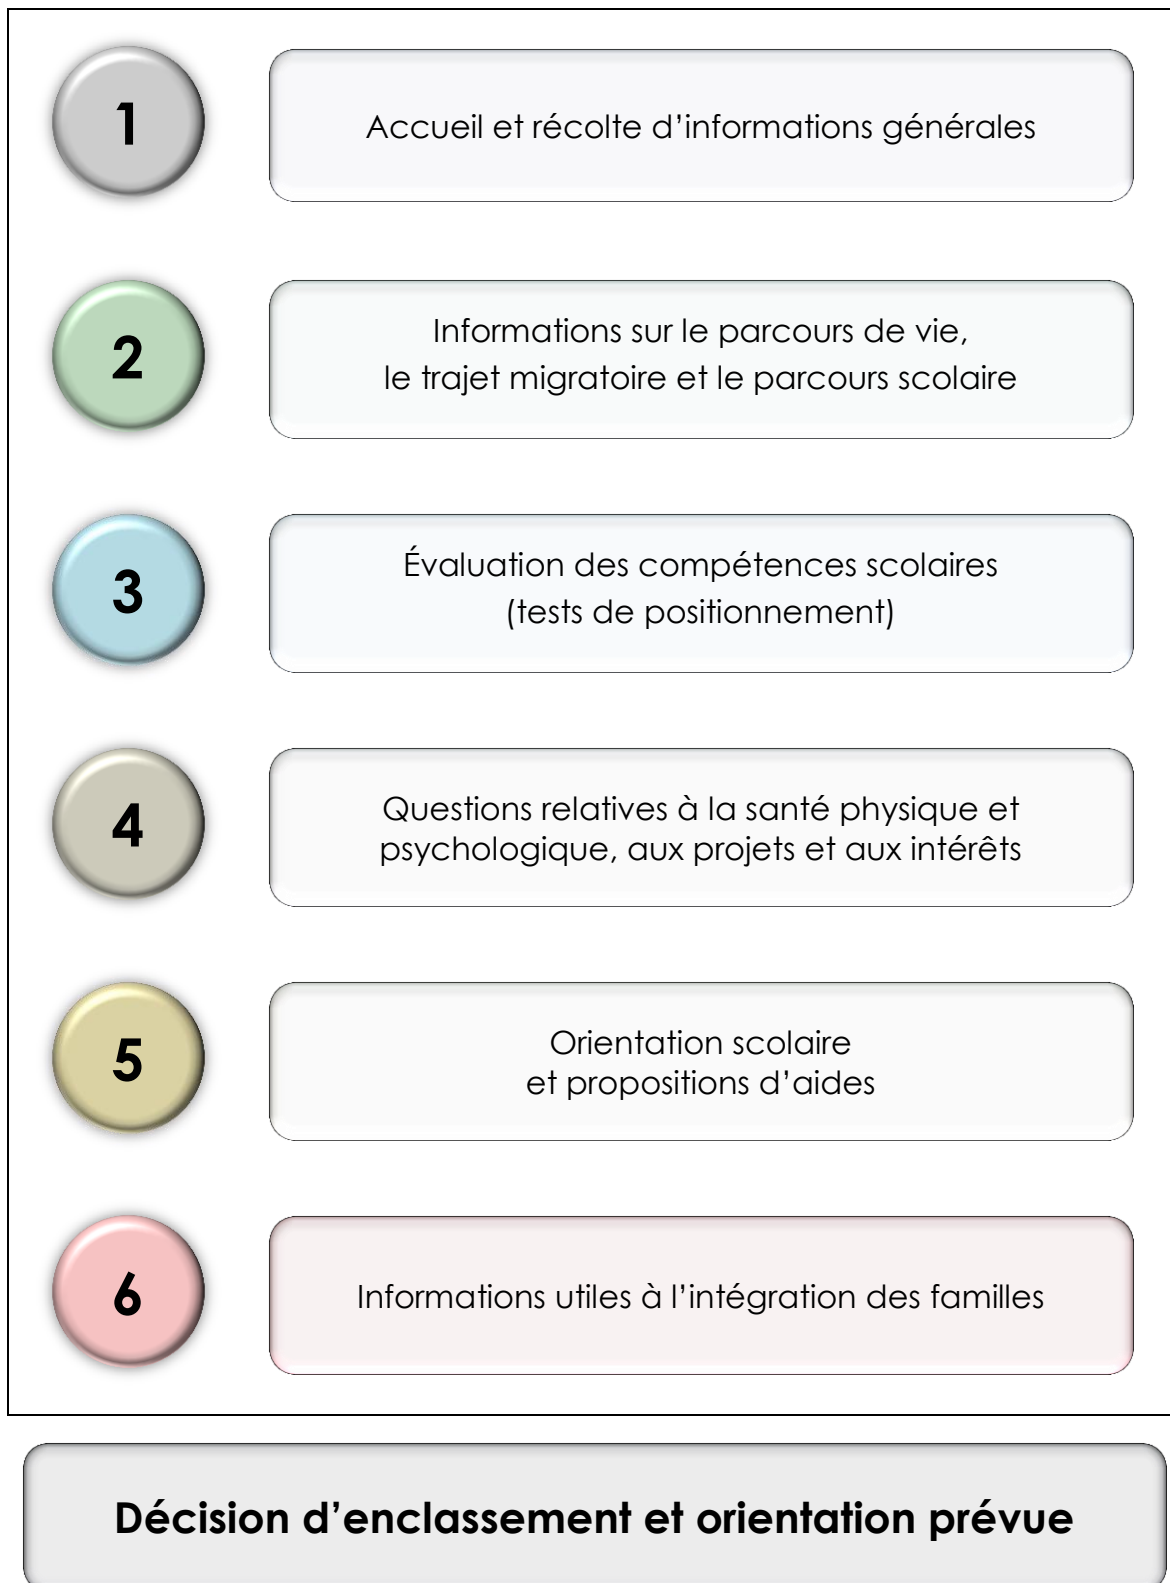 1
Accueil et récolte d’informations générales
2
Informations sur le parcours de vie,
le trajet migratoire et le parcours scolaire
3
Évaluation des compétences scolaires
(tests de positionnement)
4
Questions relatives à la santé physique et
psychologique, aux projets et aux intérêts
5
Orientation scolaire
et propositions d’aides
6
Informations utiles à l’intégration des familles
Décision d’enclassement et orientation prévue